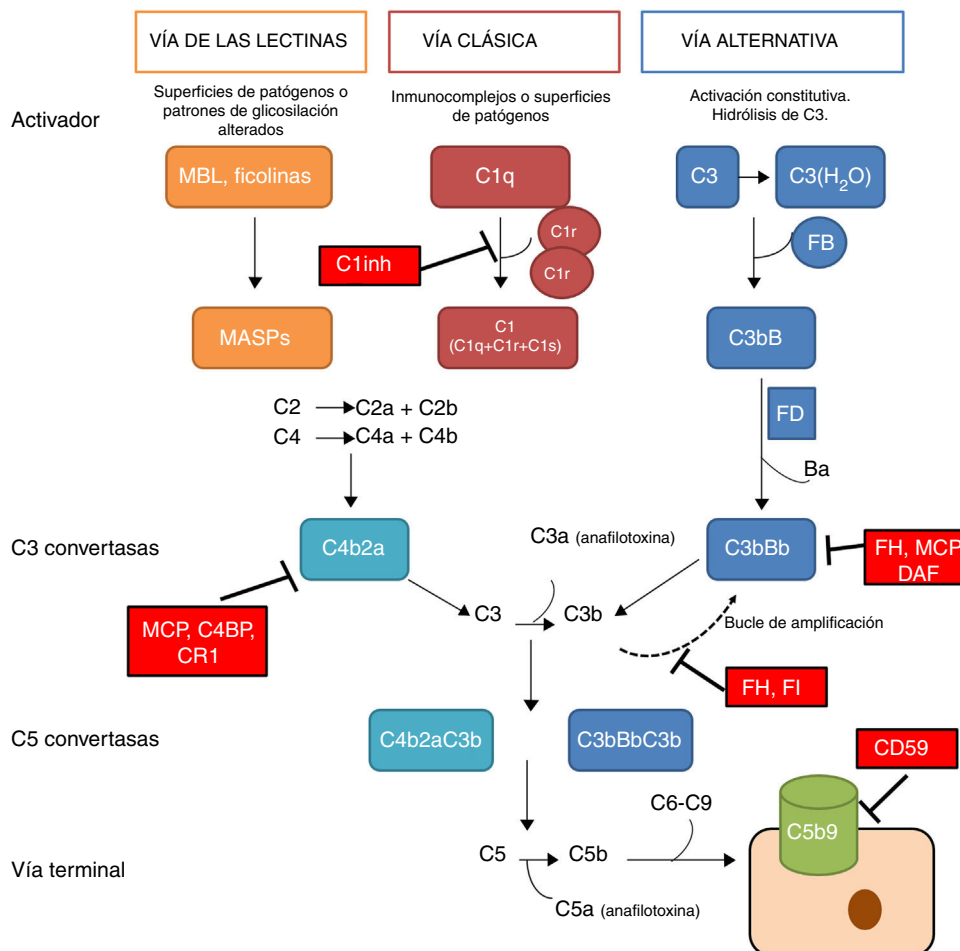 VÍA DE LAS LECTINAS
VÍA CLÁSICA
VÍA ALTERNATIVA
Activador
Superficies de patógenos o
patrones de glicosilación
alterados
Inmunocomplejos o superficies
de patógenos
Activación constitutiva.
Hidrólisis de C3.
MBL, ficolinas
C1q
C3
C3(H₂O)
C1r
C1r
FB
C1inh
MASPs
C1
(C1q+C1r+C1s)
C3bB
C2
C2a + C2b
C4
C4a + C4b
FD
Ba
C3 convertasas
C4b2a
C3a (anafilotoxina)
C3bBb
FH, MCP
DAF
MCP, C4BP,
CR1
C3
C3b
Bucle de amplificación
FH, FI
C5 convertasas
C4b2aC3b
C3bBbC3b
CD59
C6-C9
C5b9
Vía terminal
C5
C5b
C5a (anafilotoxina)